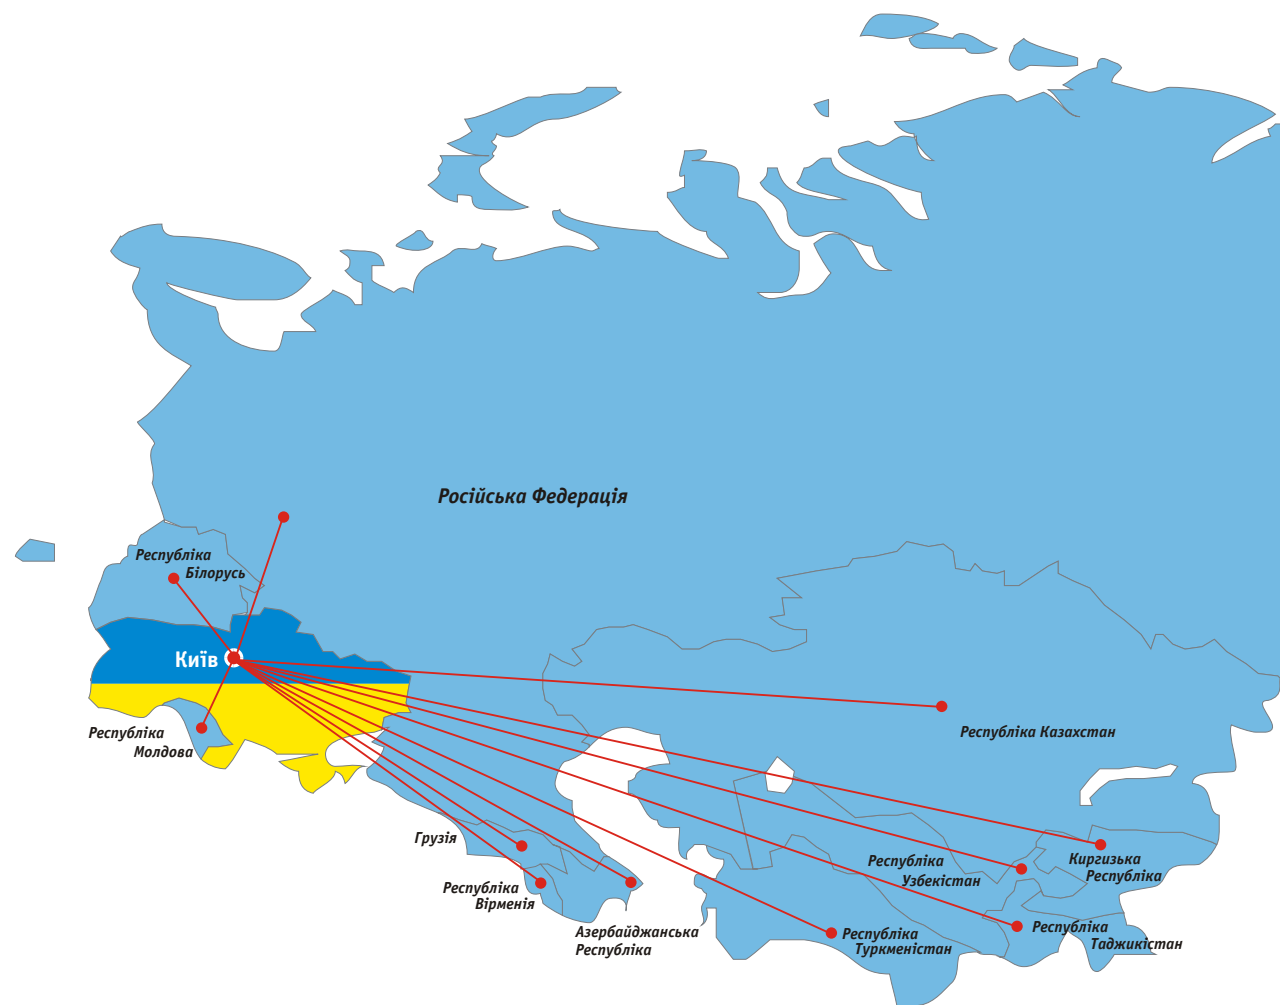 Російська Федерація
Республіка
Білорусь
Київ
Республіка
Молдова
Республіка Казахстан
Грузія
Республіка
Вірменія
Азербайджанська
Республіка
Республіка
Узбекістан
Киргизька
Республіка
Республіка
Туркменістан
Республіка
Таджикістан